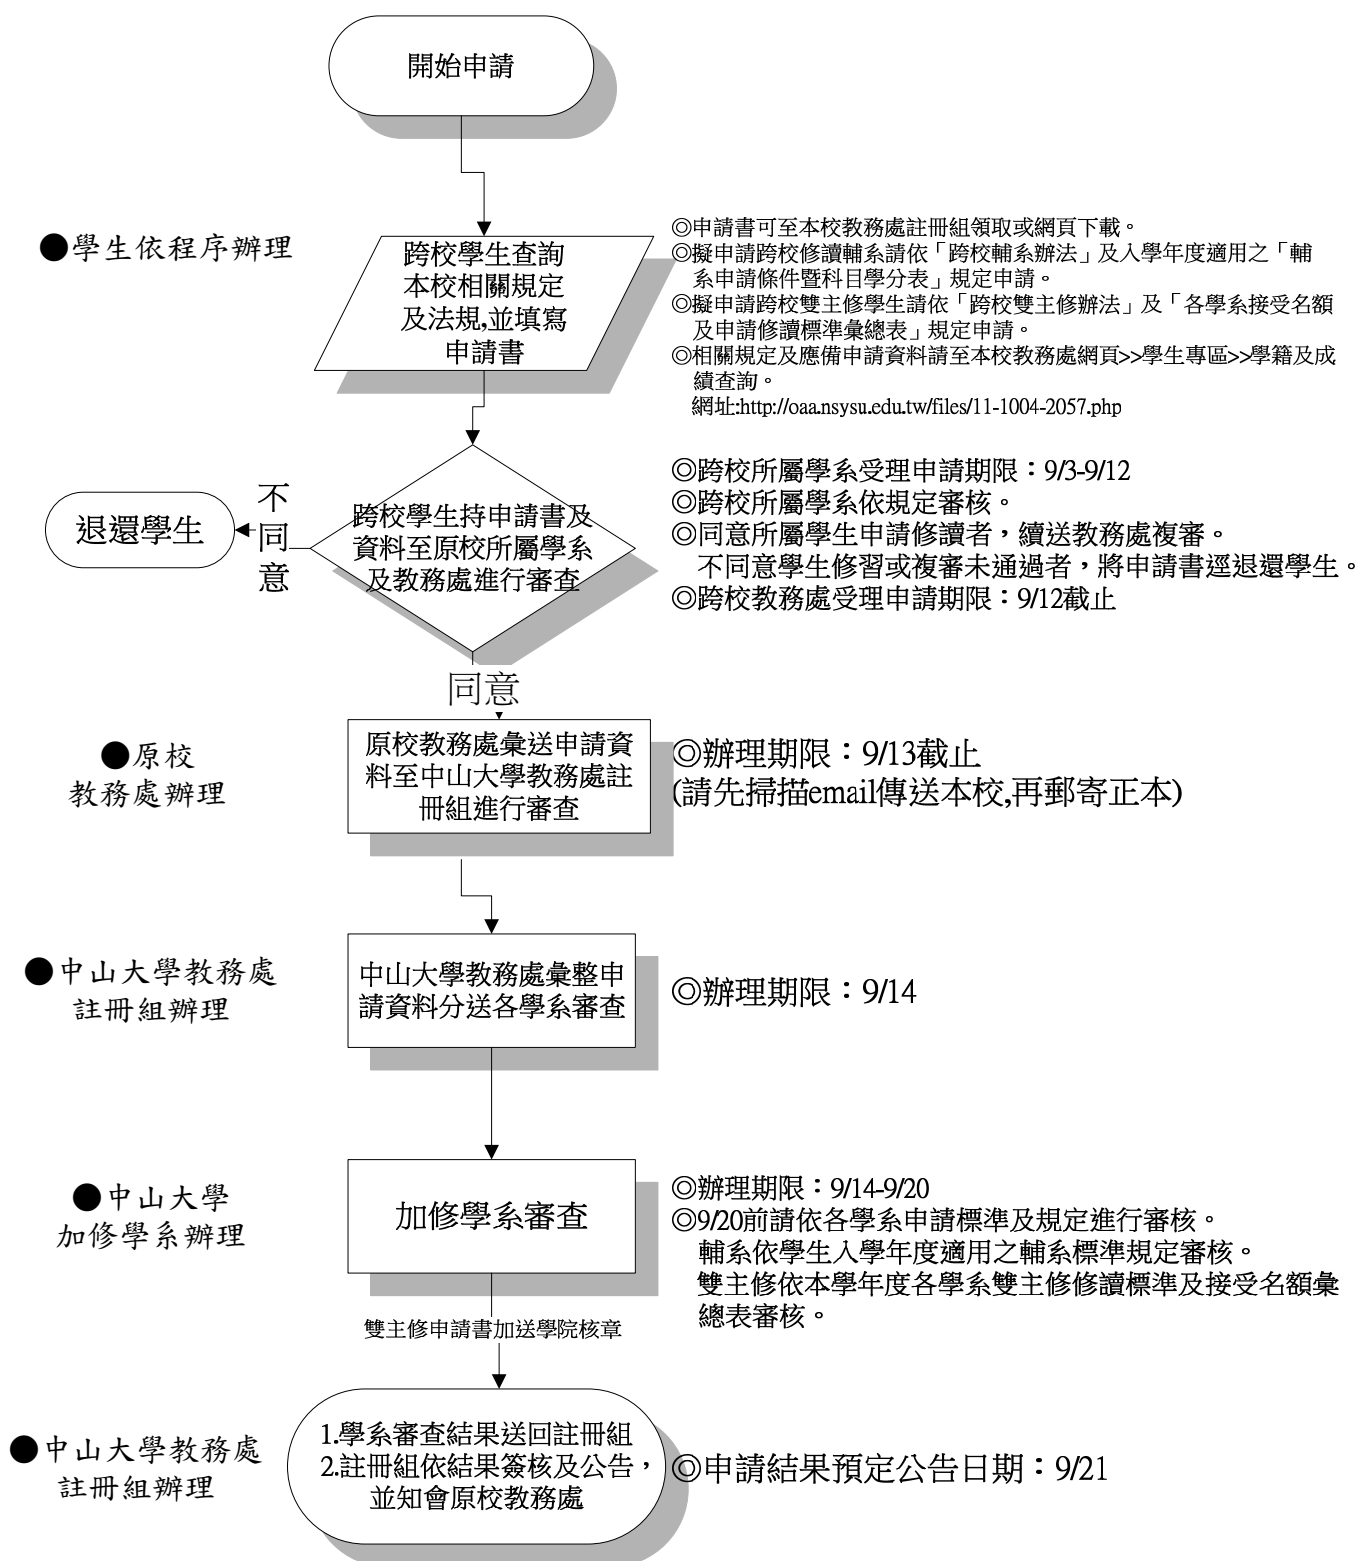 開始申請
●學生依程序辦理
跨校學生查詢
本校相關規定
及法規,並填寫
申請書
◎申請書可至本校教務處註冊組領取或網頁下載。
◎擬申請跨校修讀輔系請依「跨校輔系辦法」及入學年度適用之「輔
系申請條件暨科目學分表」規定申請。
◎擬申請跨校雙主修學生請依「跨校雙主修辦法」及「各學系接受名額
及申請修讀標準彙總表」規定申請。
◎相關規定及應備申請資料請至本校教務處網頁>>學生專區>>學籍及成
績查詢。
網址:http://oaa.nsysu.edu.tw/files/11-1004-2057.php
退還學生
不
同
意
跨校學生持申請書及
資料至原校所屬學系
及教務處進行審查
◎跨校所屬學系受理申請期限：9/3-9/12
◎跨校所屬學系依規定審核。
◎同意所屬學生申請修讀者，續送教務處複審。
不同意學生修習或複審未通過者，將申請書逕退還學生。
◎跨校教務處受理申請期限：9/12截止
同意
●原校
教務處辦理
原校教務處彙送申請資
料至中山大學教務處註
冊組進行審查
◎辦理期限：9/13截止
(請先掃描email傳送本校,再郵寄正本)
●中山大學教務處
註冊組辦理
中山大學教務處彙整申
請資料分送各學系審查
◎辦理期限：9/14
●中山大學
加修學系辦理
加修學系審查
◎辦理期限：9/14-9/20
◎9/20前請依各學系申請標準及規定進行審核。
輔系依學生入學年度適用之輔系標準規定審核。
雙主修依本學年度各學系雙主修修讀標準及接受名額彙
總表審核。
雙主修申請書加送學院核章
●中山大學教務處
註冊組辦理
1.學系審查結果送回註冊組
2.註冊組依結果簽核及公告，
並知會原校教務處
◎申請結果預定公告日期：9/21